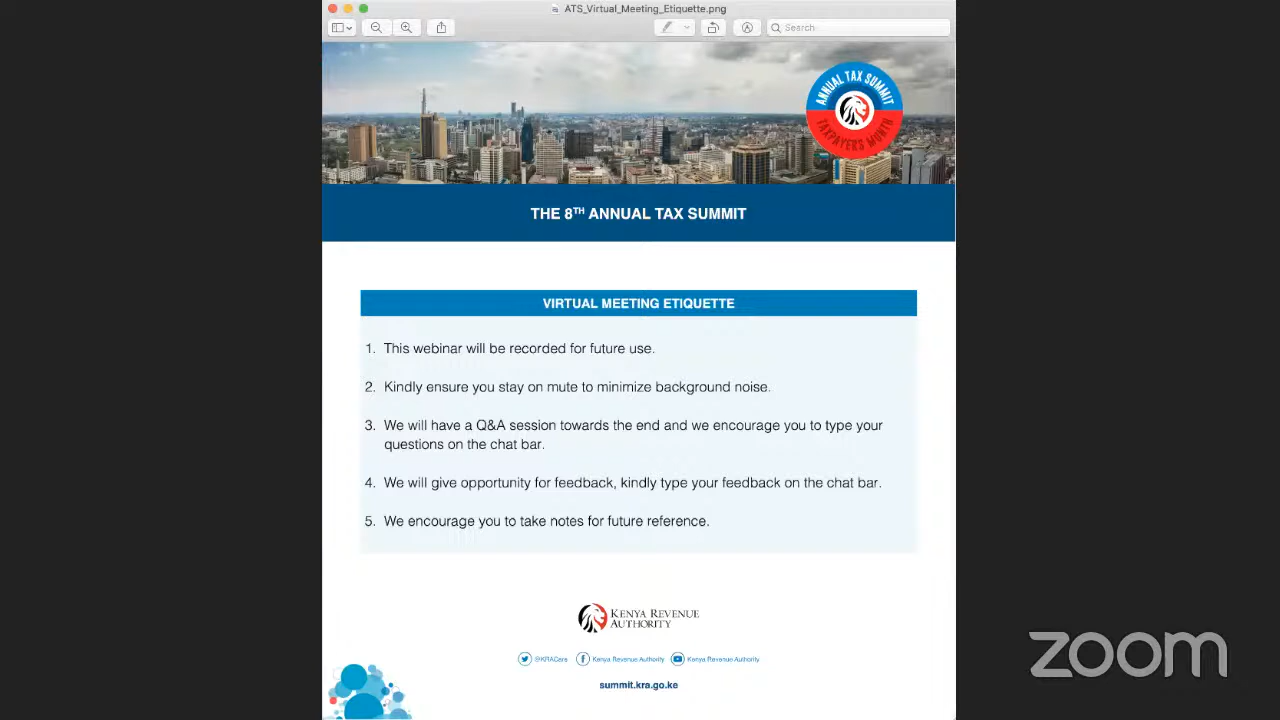 ATS_Virtual_Meeting_Etiquette.png
Search
ANNUAL TAX SUMMIT
TAXPAYER'S MONTH
THE 8TH ANNUAL TAX SUMMIT
VIRTUAL MEETING ETIQUETTE
1. This webinar will be recorded for future use.
2. Kindly ensure you stay on mute to minimize background noise.
3. We will have a Q&A session towards the end and we encourage you to type your
questions on the chat bar.
4. We will give opportunity for feedback, kindly type your feedback on the chat bar.
5. We encourage you to take notes for future reference.
KENYA REVENUE
AUTHORITY
@KRACare Kenya Revenue Authority Kenya Revenue Authority
summit.kra.go.ke
zoom